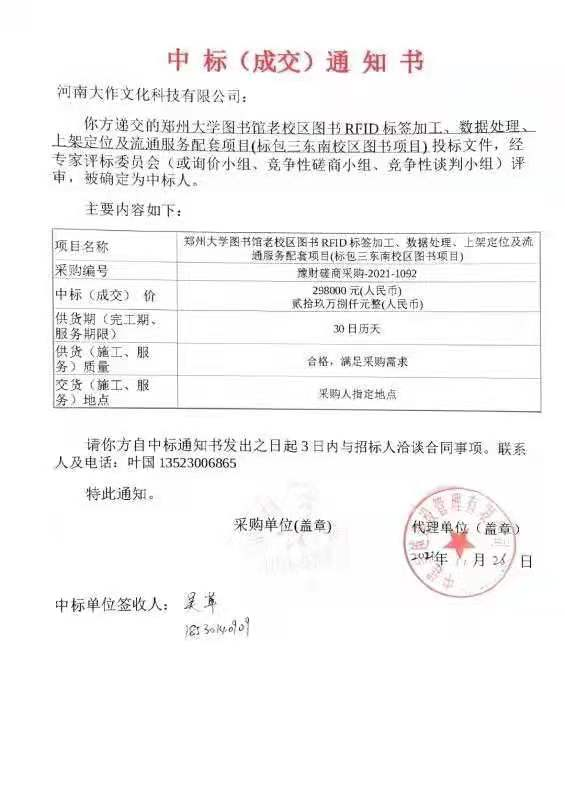 中 标（成交）通 知 书
河南大作文化科技有限公司：
你方递交的郑州大学图书馆老校区图书 RFID 标签加工、数据处理、
上架定位及流通服务配套项目(标包三东南校区图书项目) 投标文件，经
专家评标委员会（或询价小组、竞争性磋商小组、竞争性谈判小组）评
审，被确定为中标人。
主要内容如下：
项目名称
郑州大学图书馆老校区图书 RFID 标签加工、数据处理、上架定位及流
通服务配套项目(标包三东南校区图书项目)
采购编号
豫财磋商采购-2021-1092
中标（成交） 价
298000 元(人民币)
贰拾玖万捌仟元整(人民币)
供货期（完工期、
服务期限）
30 日历天
供货（施工、服
务）质量
合格，满足采购需求
交货（施工、服
务）地点
采购人指定地点
请你方自中标通知书发出之日起 3 日内与招标人洽谈合同事项。联系
人及电话：叶国 13523006865
特此通知。
采购单位(盖章)
代理单位（盖章）
2021年 11 月 26 日
中标单位签收人：